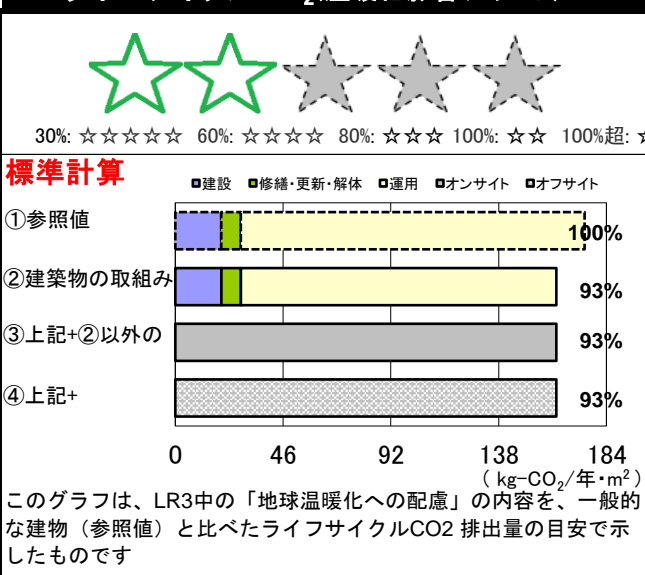 30%: ☆☆☆☆☆ 60%: ☆☆☆☆ 80%: ☆☆☆ 100%: ☆☆ 100%超: ☆
標準計算
■建設 ■修繕・更新・解体 ■運用 ■オンサイト ■オフサイト
①参照値
100%
②建築物の取組み
93%
③上記+②以外の
93%
④上記+
93%
0 46 92 138 184
( kg-CO₂/年・m² )
このグラフは、LR3中の「地球温暖化への配慮」の内容を、一般的
な建物（参照値）と比べたライフサイクルCO2 排出量の目安で示
したものです